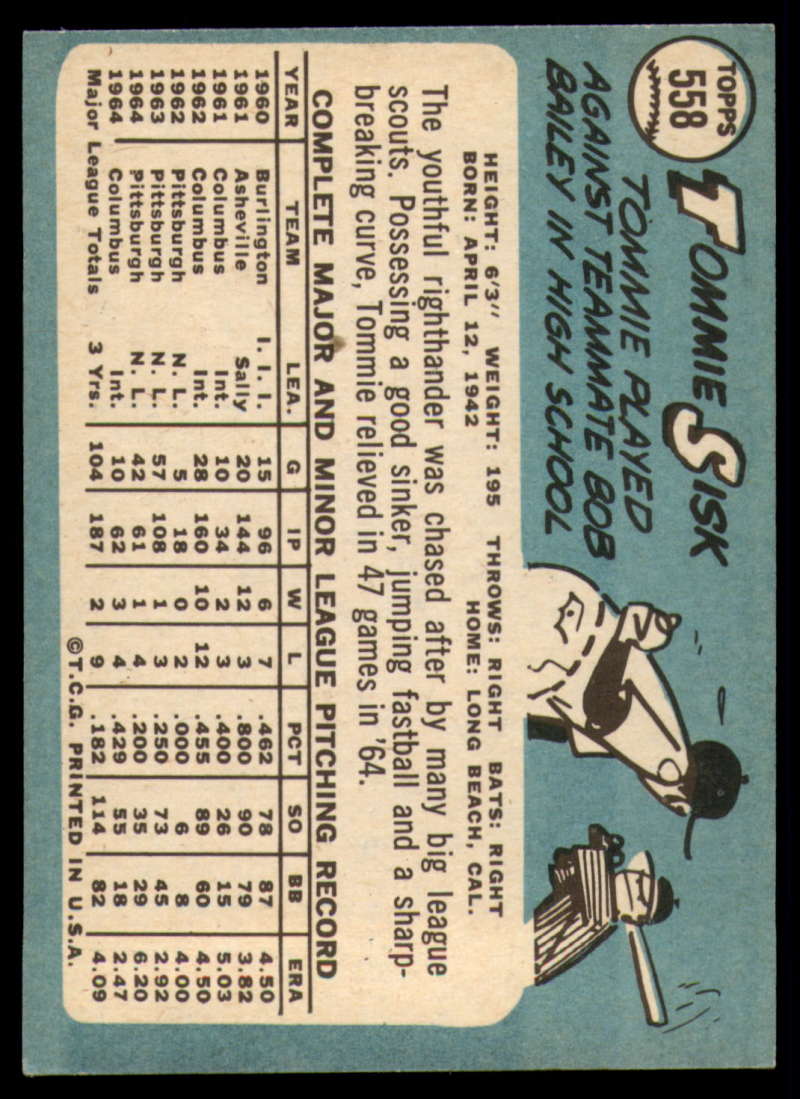 TOPPS
558
TOMMIE SISK
TOMMIE PLAYED
AGAINST TEAMMATE BOB
BAILEY IN HIGH SCHOOL
HEIGHT: 6'3" WEIGHT: 195 THROWS: RIGHT BATS: RIGHT
BORN: APRIL 12, 1942 HOME: LONG BEACH, CAL.
The youthful righthander was chased after by many big league
scouts. Possessing a good sinker, jumping fastball and a sharp-
breaking curve, Tommie relieved in 47 games in '64.
COMPLETE MAJOR AND MINOR LEAGUE PITCHING RECORD
YEAR TEAM LEA. G IP W L PCT SO BB ERA
1960 Burlington I. I. I. 15 96 6 7 .462 78 87 4.50
1961 Asheville Sally 20 144 12 3 .800 90 79 3.82
1961 Columbus Int. 10 34 2 3 .400 26 15 5.03
1962 Columbus Int. 28 160 10 12 .455 89 60 4.50
1962 Pittsburgh N. L. 5 18 0 2 .000 6 8 4.00
1963 Pittsburgh N. L. 57 108 1 3 .250 73 45 2.92
1964 Pittsburgh N. L. 42 61 1 4 .200 35 29 6.20
1964 Columbus Int. 10 62 3 4 .429 55 18 2.47
Major League Totals 3 Yrs. 104 187 2 9 .182 114 82 4.09
©T.C.G. PRINTED IN U.S.A.